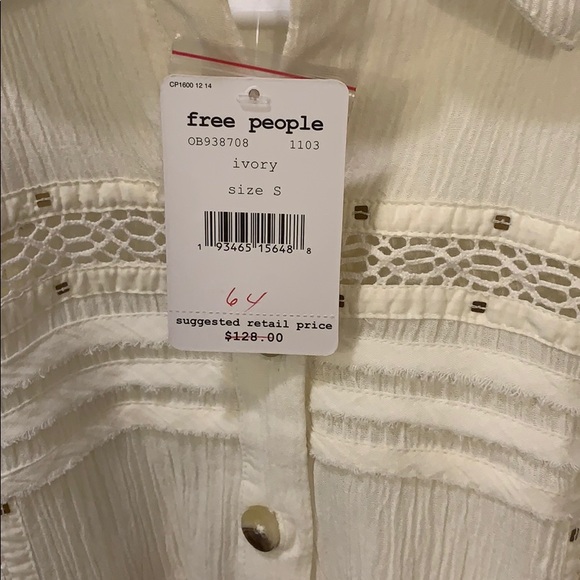 CP1600 12 14
free people
OB938708 1103
ivory
size S
1 93465 15648 8
64
suggested retail price
$128.00